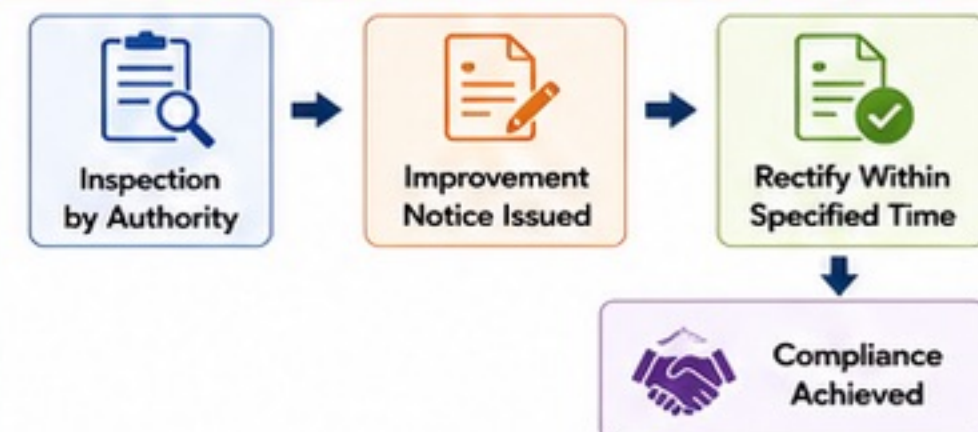 Inspection
by Authority
Improvement
Notice Issued
Rectify Within
Specified Time
Compliance
Achieved